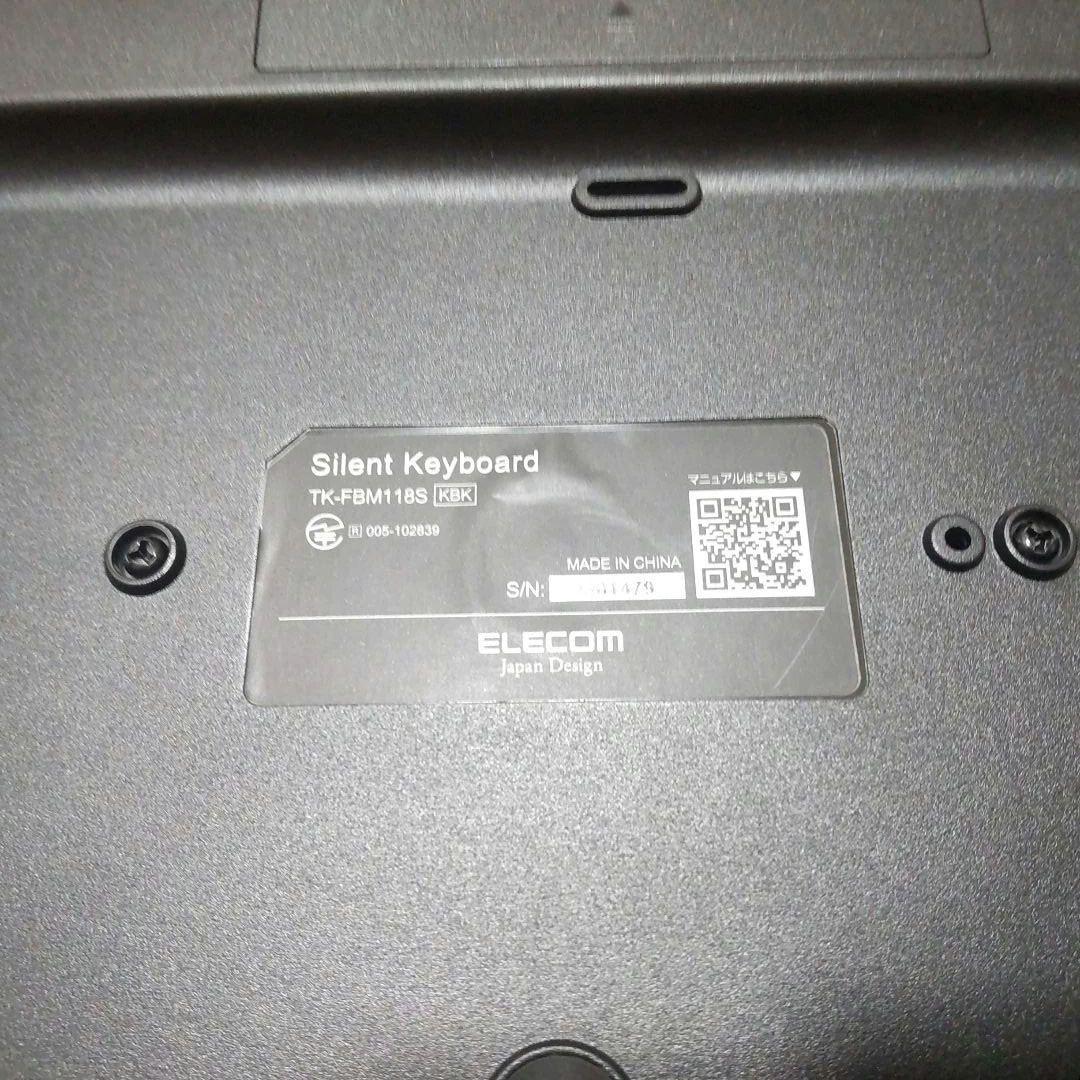 Silent Keyboard
TK-FBM118S KBK
マニュアルはこちら▼
R 005-102839
MADE IN CHINA
S/N:
ELECOM
Japan Design